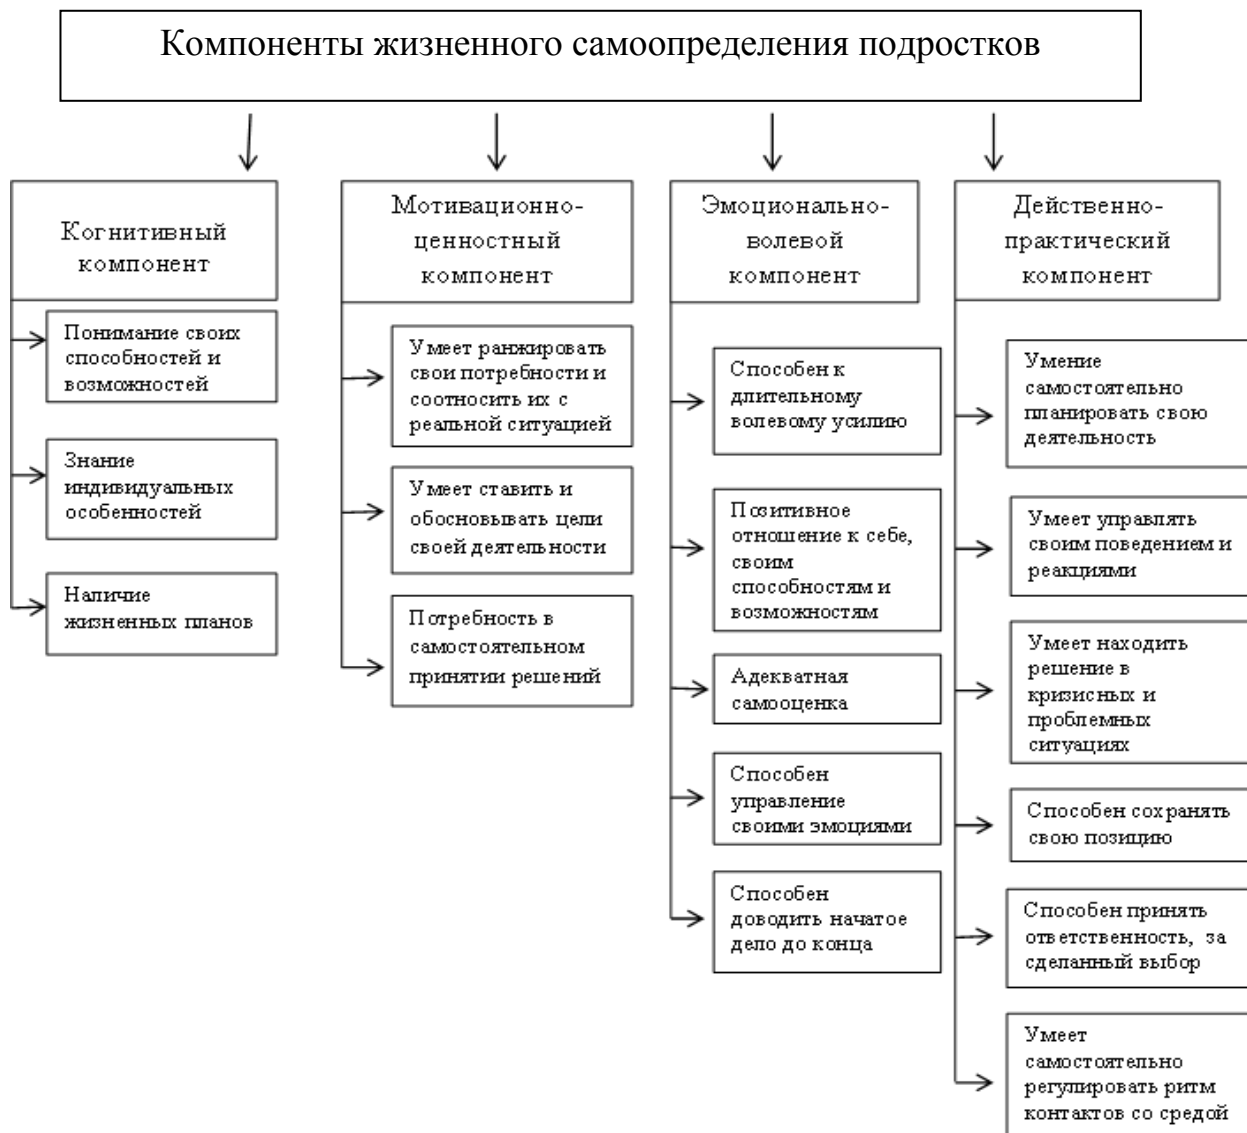 Компоненты жизненного самоопределения подростков
Когнитивный
компонент
Понимание своих
способностей и
возможностей
Знание
индивидуальных
особенностей
Наличие
жизненных планов
Мотивационно-
ценностный
компонент
Умеет ранжировать
свои потребности и
соотносить их с
реальной ситуацией
Умеет ставить и
обосновывать цели
своей деятельности
Потребность в
самостоятельном
принятии решений
Эмоционально-
волевой
компонент
Способен к
длительному
волевому усилию
Позитивное
отношение к себе,
своим
способностям и
возможностям
Адекватная
самооценка
Способен
управление
своими эмоциями
Способен
доводить начатое
дело до конца
Действенно-
практический
компонент
Умение
самостоятельно
планировать свою
деятельность
Умеет управлять
своим поведением и
реакциями
Умеет находить
решение в
кризисных и
проблемных
ситуациях
Способен сохранять
свою позицию
Способен принять
ответственность, за
сделанный выбор
Умеет
самостоятельно
регулировать ритм
контактов со средой